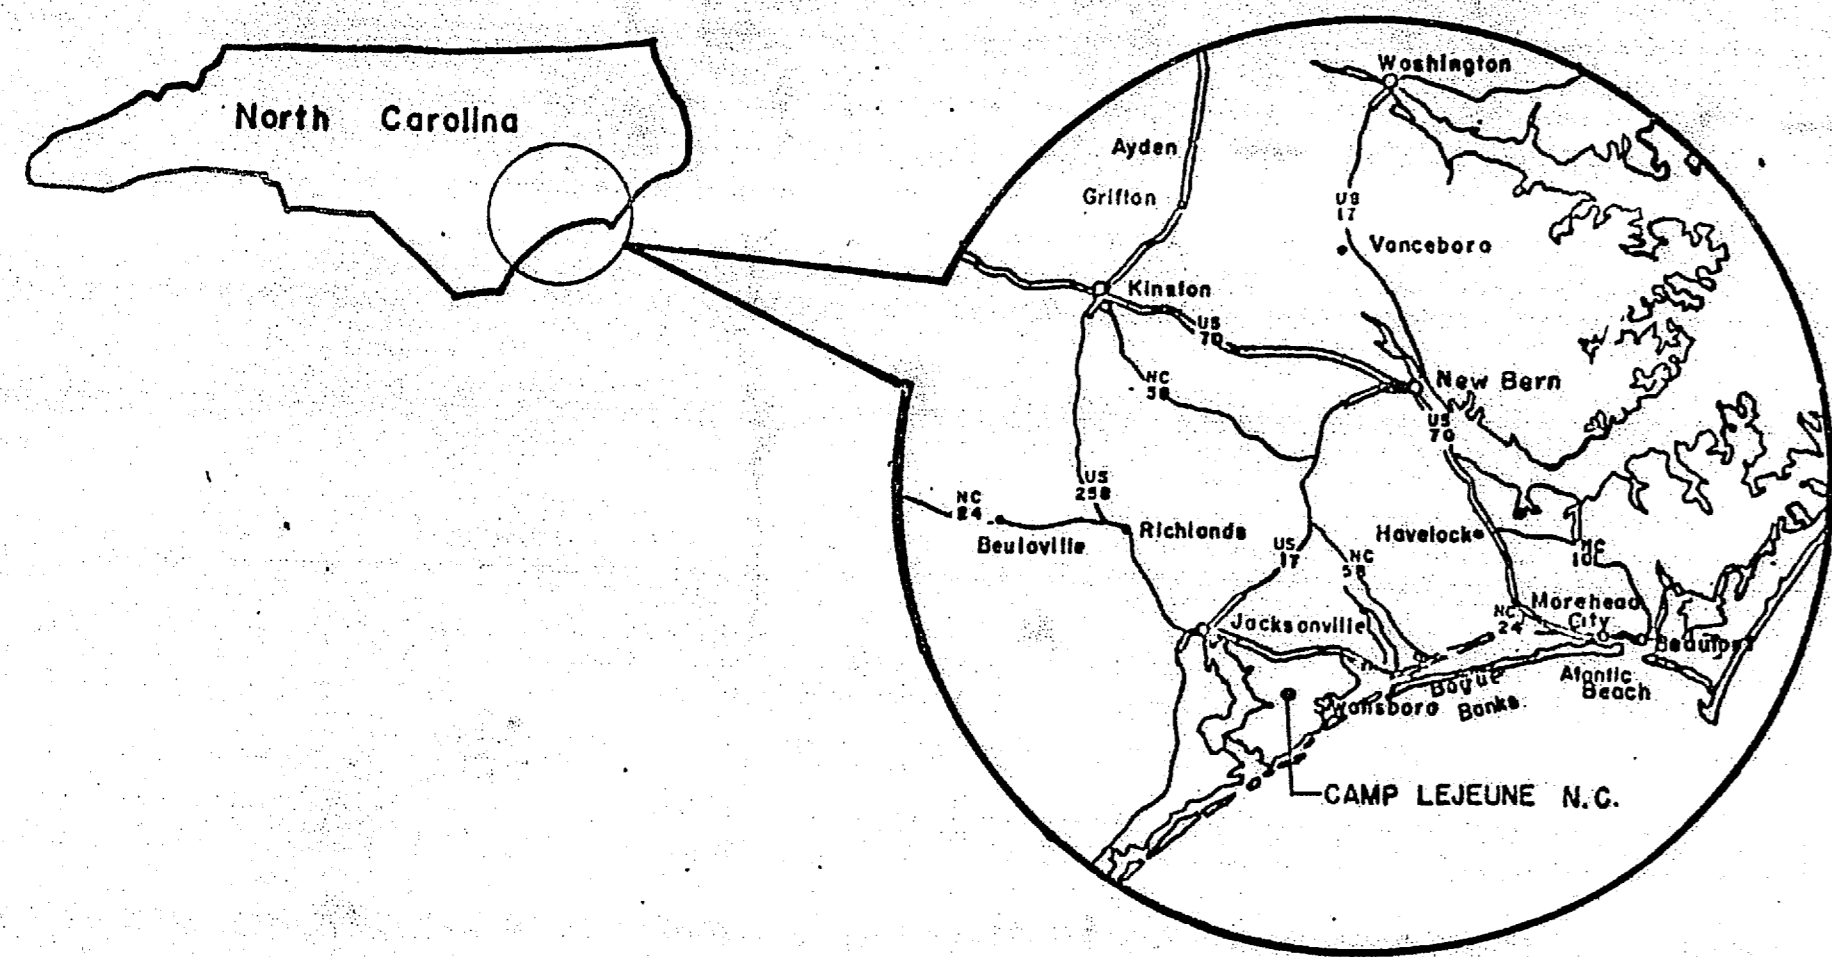 North Carolina
Washington
Ayden
Grifton
US
17
Vanceboro
Kinston
US
70
NC
58
New Bern
US
70
US
258
NC
24
Beulaville
Richlands
Havelock
US
17
NC
58
NC
101
Jacksonville
NC
24
Morehead
City
Beaufort
Atlantic
Beach
Bogue
Banks
Swansboro
CAMP LEJEUNE N.C.